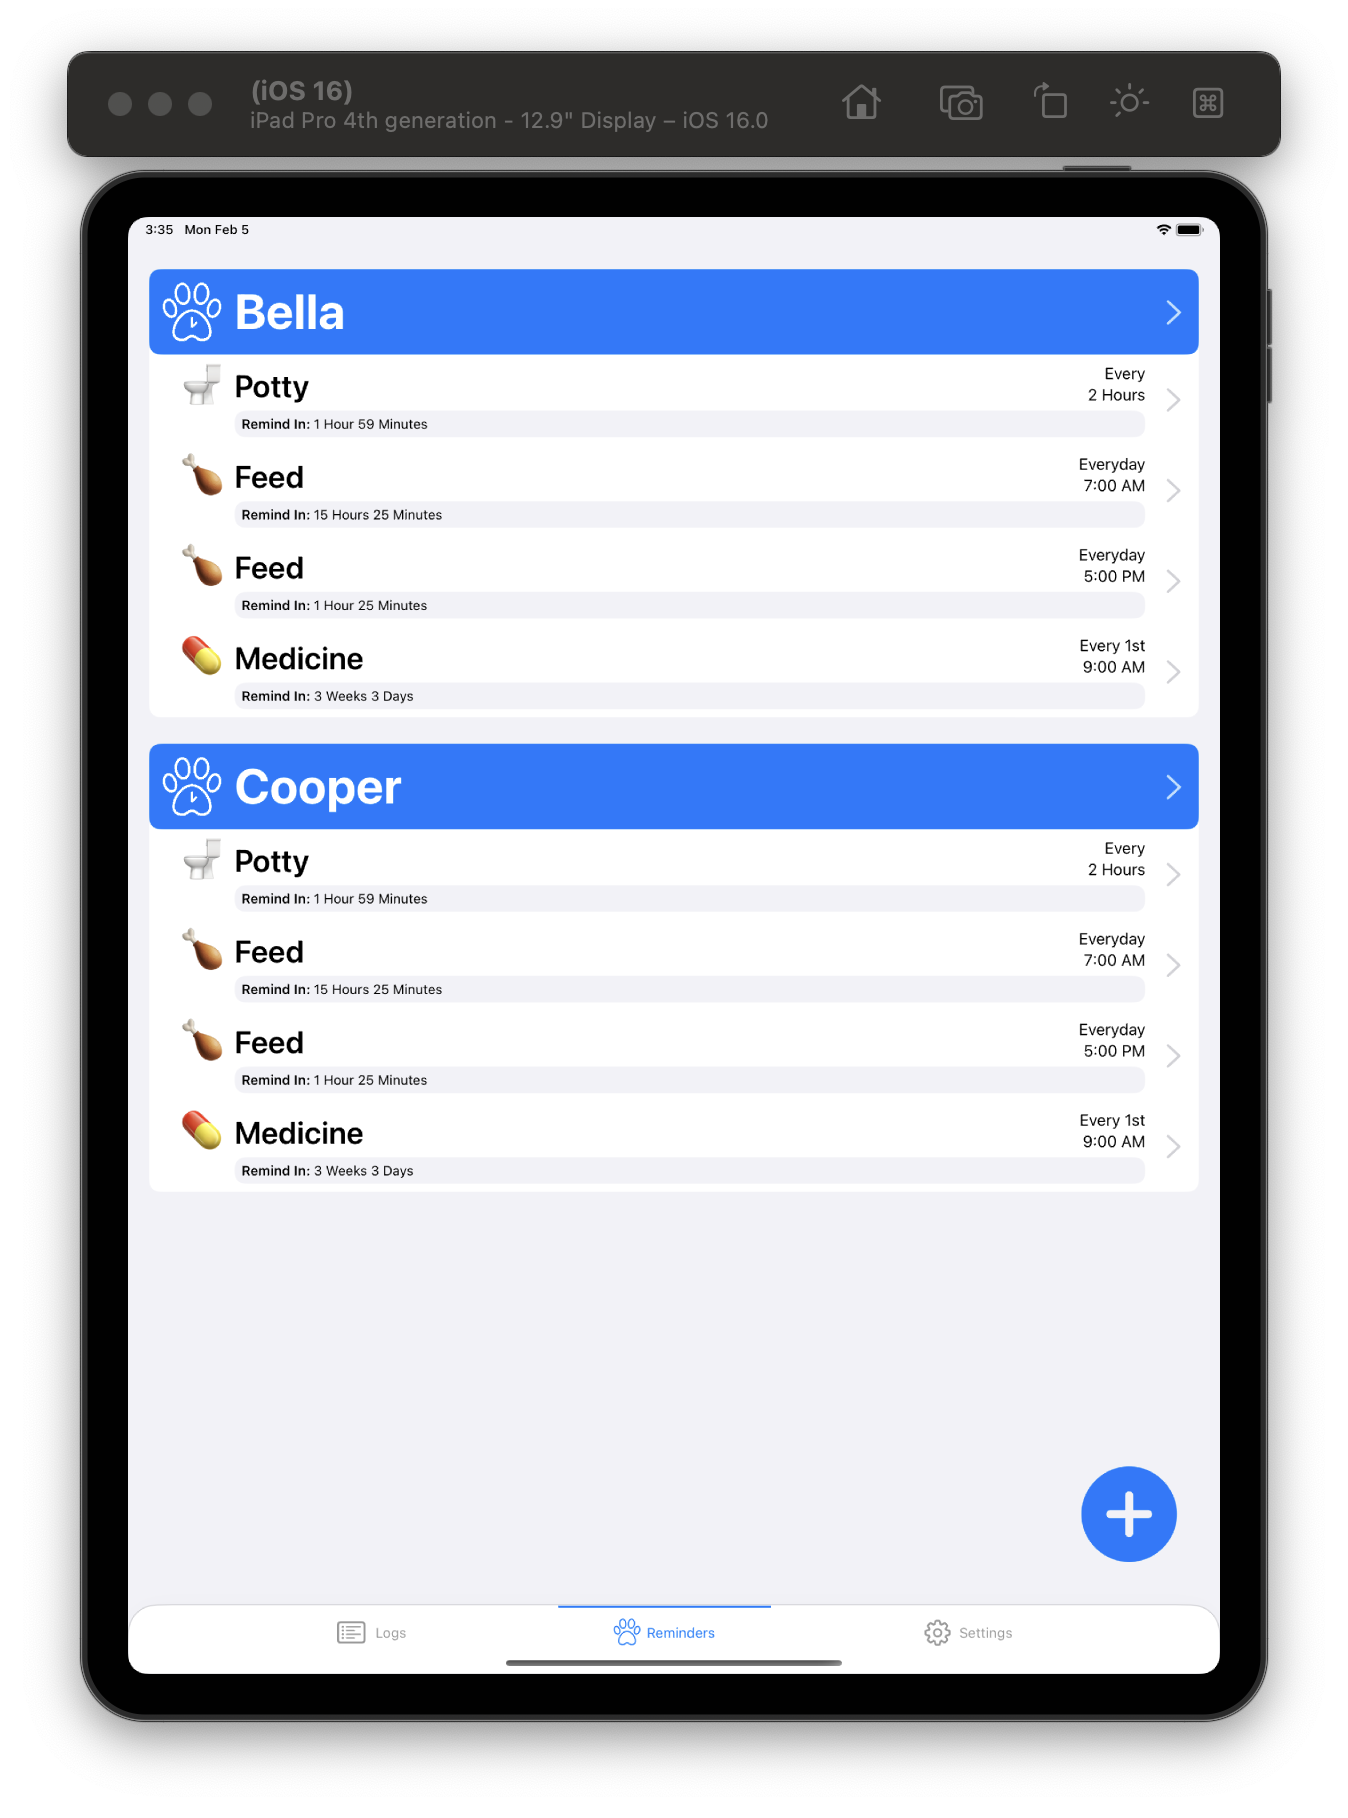 (iOS 16)
iPad Pro 4th generation - 12.9" Display – iOS 16.0
3:35 Mon Feb 5
Bella
Potty
Every
2 Hours
Remind In: 1 Hour 59 Minutes
Feed
Everyday
7:00 AM
Remind In: 15 Hours 25 Minutes
Feed
Everyday
5:00 PM
Remind In: 1 Hour 25 Minutes
Medicine
Every 1st
9:00 AM
Remind In: 3 Weeks 3 Days
Cooper
Potty
Every
2 Hours
Remind In: 1 Hour 59 Minutes
Feed
Everyday
7:00 AM
Remind In: 15 Hours 25 Minutes
Feed
Everyday
5:00 PM
Remind In: 1 Hour 25 Minutes
Medicine
Every 1st
9:00 AM
Remind In: 3 Weeks 3 Days
Logs
Reminders
Settings